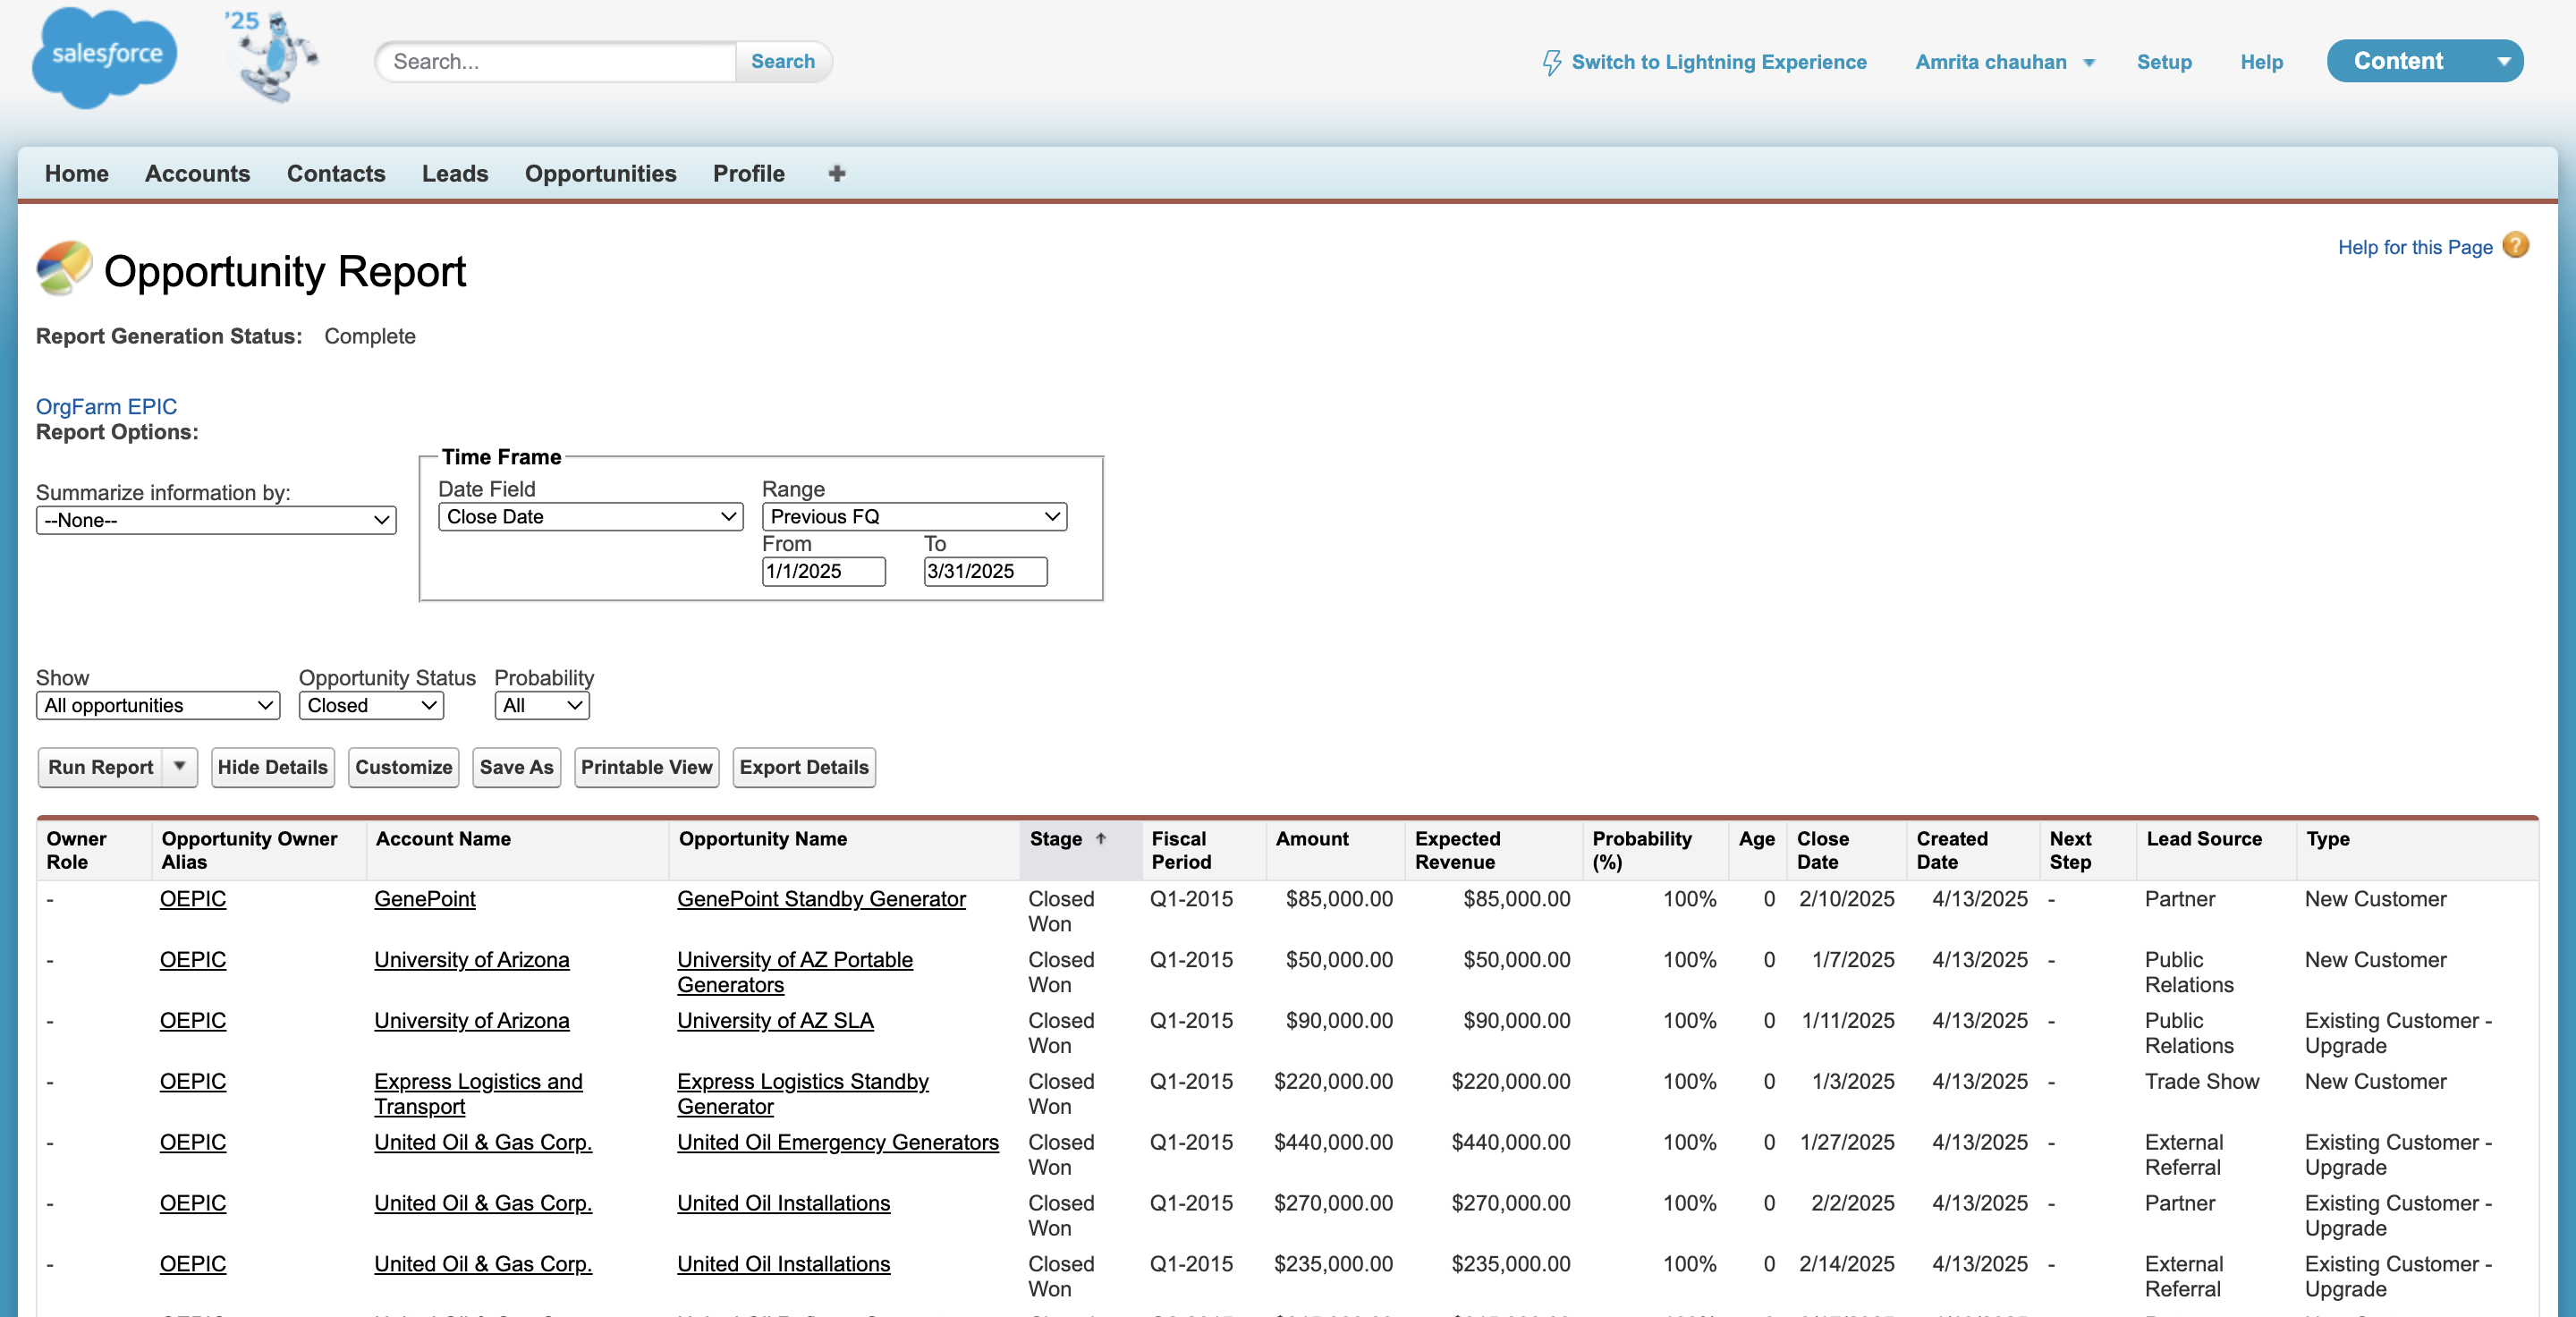 salesforce
'25
Search...
Search
Switch to Lightning Experience
Amrita chauhan
Setup
Help
Content
Home
Accounts
Contacts
Leads
Opportunities
Profile
+
Opportunity Report
Help for this Page
?
Report Generation Status: Complete
OrgFarm EPIC
Report Options:
Summarize information by:
--None--
Time Frame
Date Field
Range
Close Date
Previous FQ
From
To
1/1/2025
3/31/2025
Show
Opportunity Status
Probability
All opportunities
Closed
All
Run Report
Hide Details
Customize
Save As
Printable View
Export Details
Owner Role
Opportunity Owner Alias
Account Name
Opportunity Name
Stage ↑
Fiscal Period
Amount
Expected Revenue
Probability (%)
Age
Close Date
Created Date
Next Step
Lead Source
Type
- OEPIC GenePoint GenePoint Standby Generator Closed Won Q1-2015 $85,000.00 $85,000.00 100% 0 2/10/2025 4/13/2025 - Partner New Customer
- OEPIC University of Arizona University of AZ Portable Generators Closed Won Q1-2015 $50,000.00 $50,000.00 100% 0 1/7/2025 4/13/2025 - Public Relations New Customer
- OEPIC University of Arizona University of AZ SLA Closed Won Q1-2015 $90,000.00 $90,000.00 100% 0 1/11/2025 4/13/2025 - Public Relations Existing Customer - Upgrade
- OEPIC Express Logistics and Transport Express Logistics Standby Generator Closed Won Q1-2015 $220,000.00 $220,000.00 100% 0 1/3/2025 4/13/2025 - Trade Show New Customer
- OEPIC United Oil & Gas Corp. United Oil Emergency Generators Closed Won Q1-2015 $440,000.00 $440,000.00 100% 0 1/27/2025 4/13/2025 - External Referral Existing Customer - Upgrade
- OEPIC United Oil & Gas Corp. United Oil Installations Closed Won Q1-2015 $270,000.00 $270,000.00 100% 0 2/2/2025 4/13/2025 - Partner Existing Customer - Upgrade
- OEPIC United Oil & Gas Corp. United Oil Installations Closed Won Q1-2015 $235,000.00 $235,000.00 100% 0 2/14/2025 4/13/2025 - External Referral Existing Customer - Upgrade